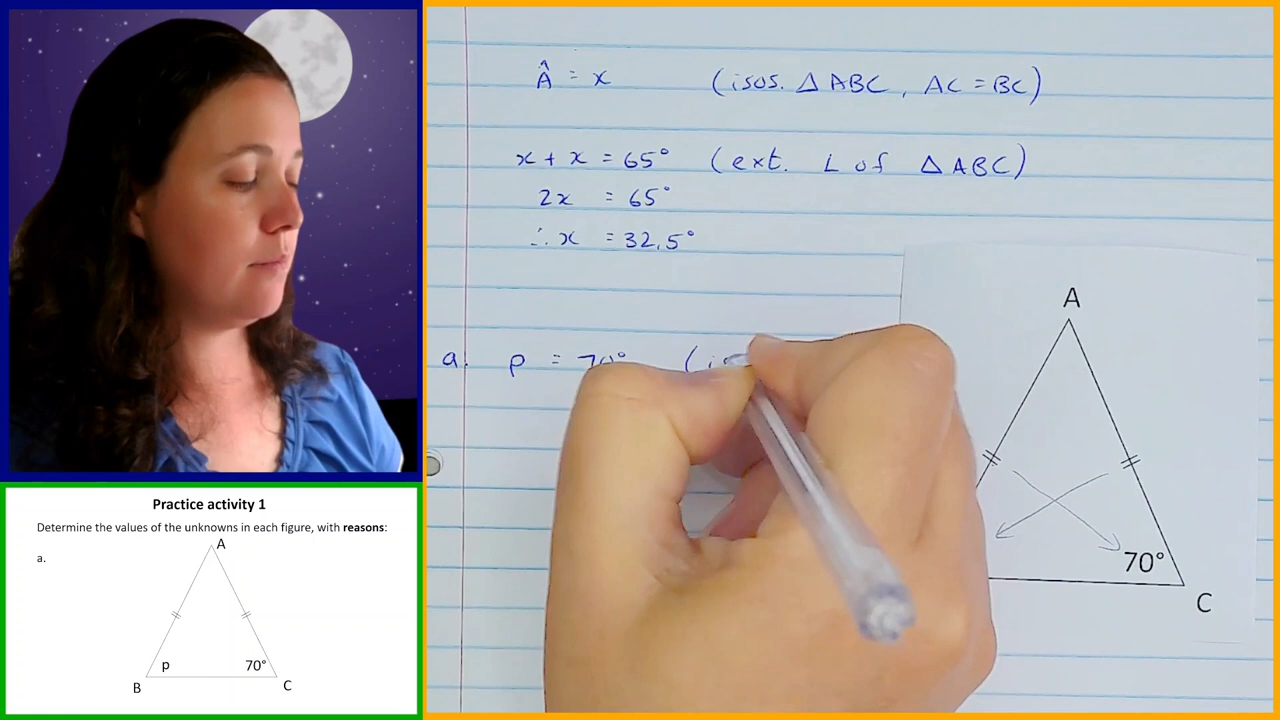 Â = x (isos. Δ ABC, AC = BC)
x + x = 65° (ext. L of Δ ABC)
2x = 65°
∴ x = 32,5°
a. p = 70° (is
A
70°
C
Practice activity 1
Determine the values of the unknowns in each figure, with reasons:
a.
A
p
70°
B
C